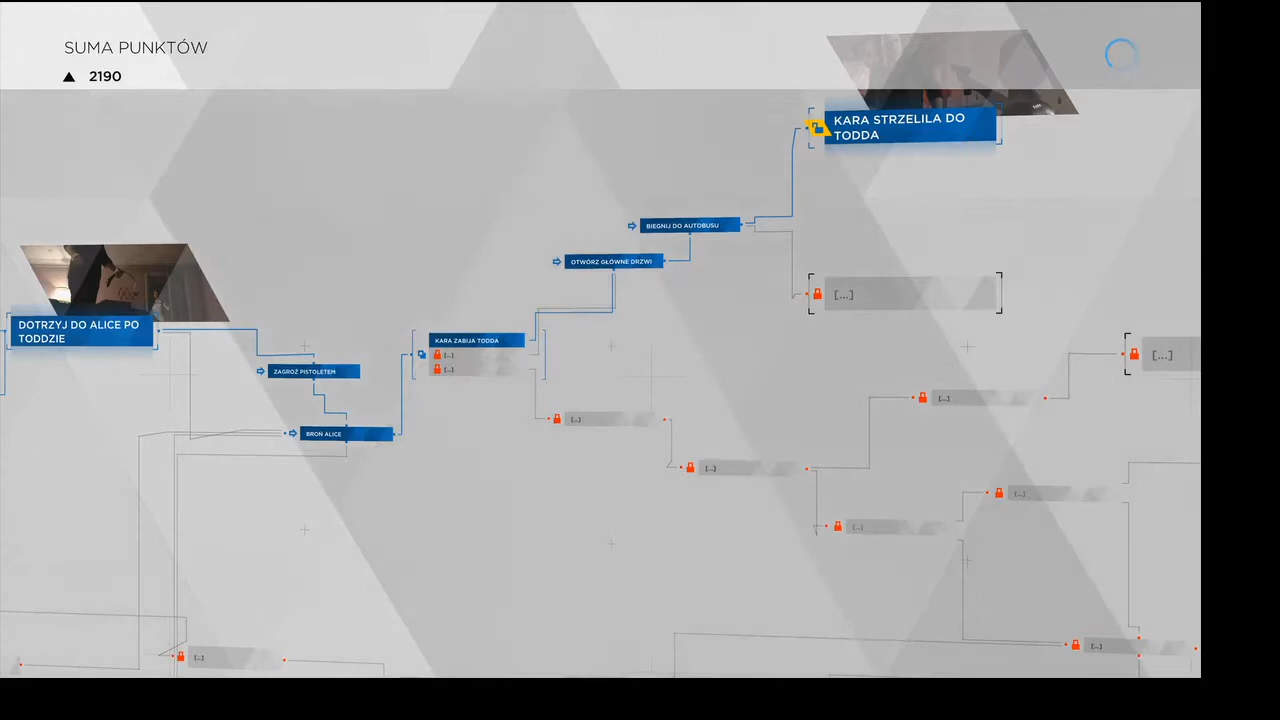 SUMA PUNKTÓW
2190
KARA STRZELIŁA DO
TODDA
BIEGNIJ DO AUTOBUSU
OTWÓRZ GŁÓWNE DRZWI
[...]
DOTRZYJ DO ALICE PO
TODDZIE
KARA ZABIJA TODDA
[...]
[...]
[...]
ZAGROŹ PISTOLETEM
[...]
[...]
BROŃ ALICE
[...]
[...]
[...]
[...]
[...]